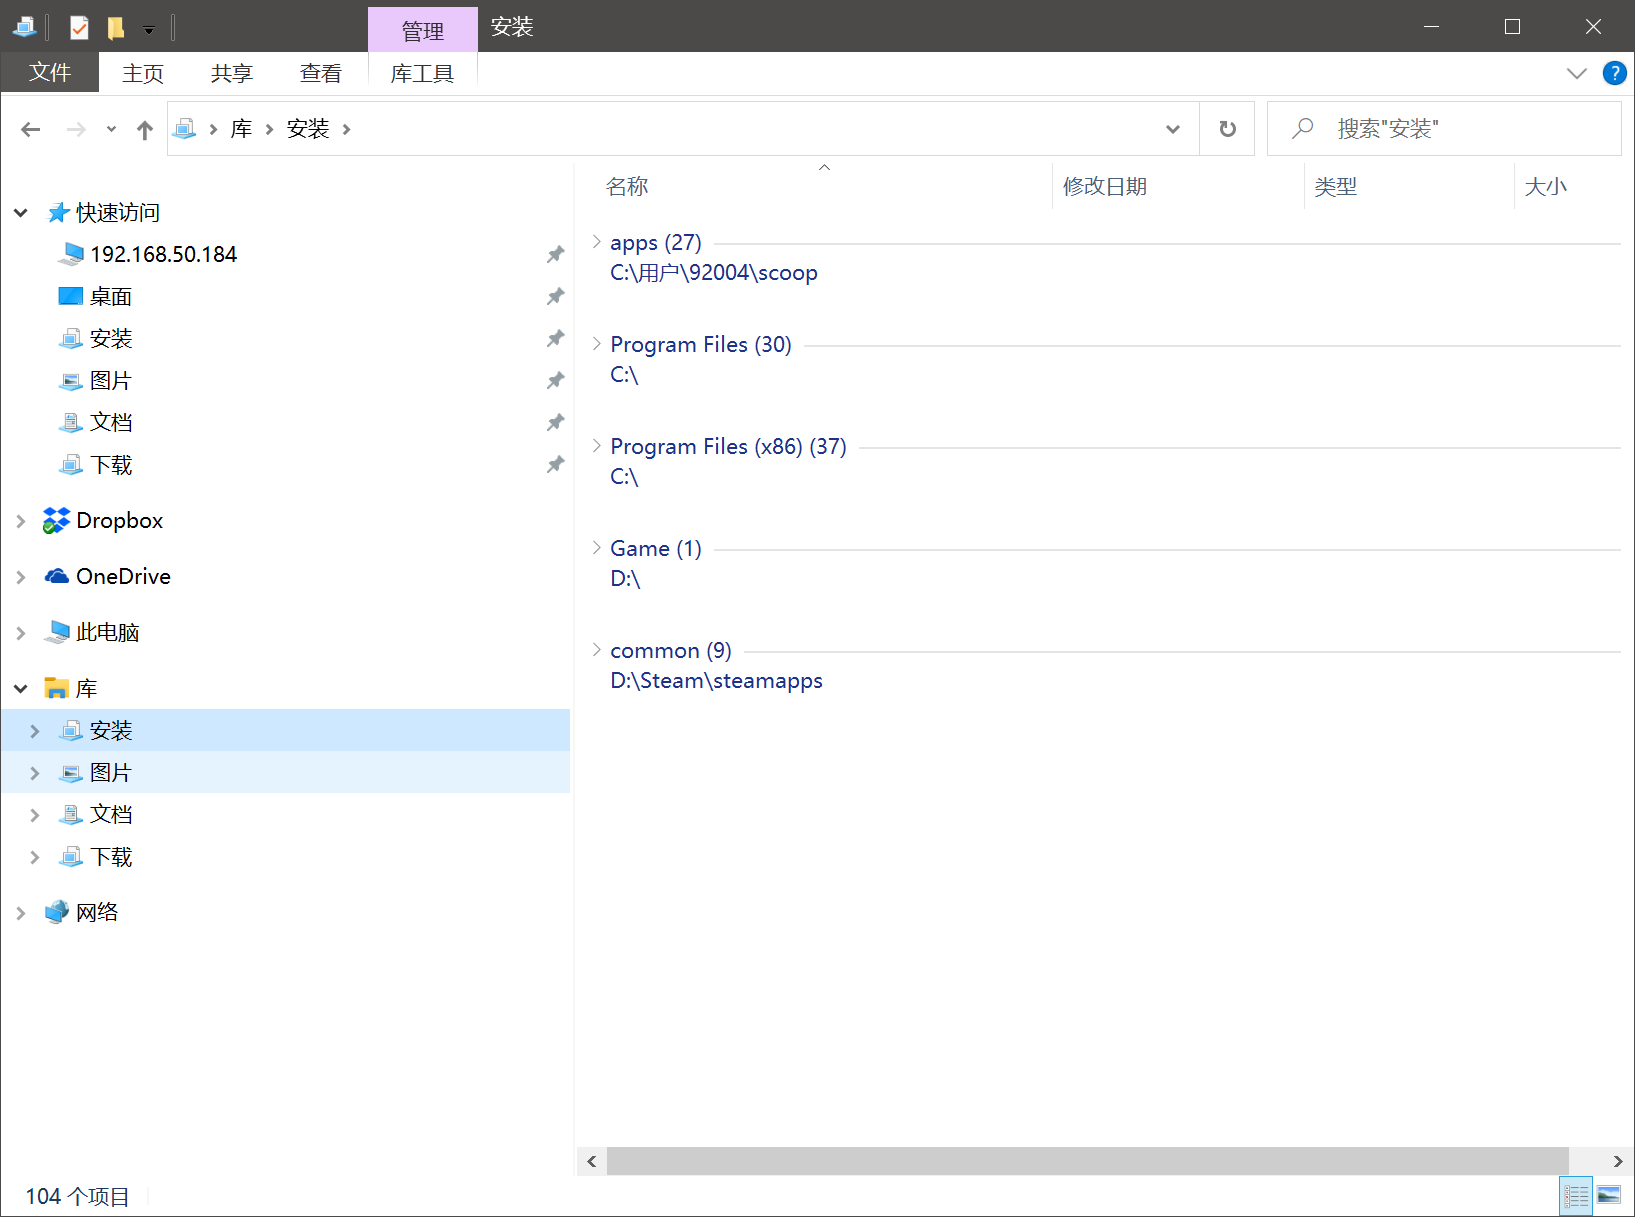 管理
安装
文件
主页
共享
查看
库工具
?
库
安装
搜索"安装"
名称
修改日期
类型
大小
快速访问
192.168.50.184
桌面
安装
图片
文档
下载
Dropbox
OneDrive
此电脑
库
安装
图片
文档
下载
网络
apps (27)
C:\用户\92004\scoop
Program Files (30)
C:\
Program Files (x86) (37)
C:\
Game (1)
D:\
common (9)
D:\Steam\steamapps
104 个项目